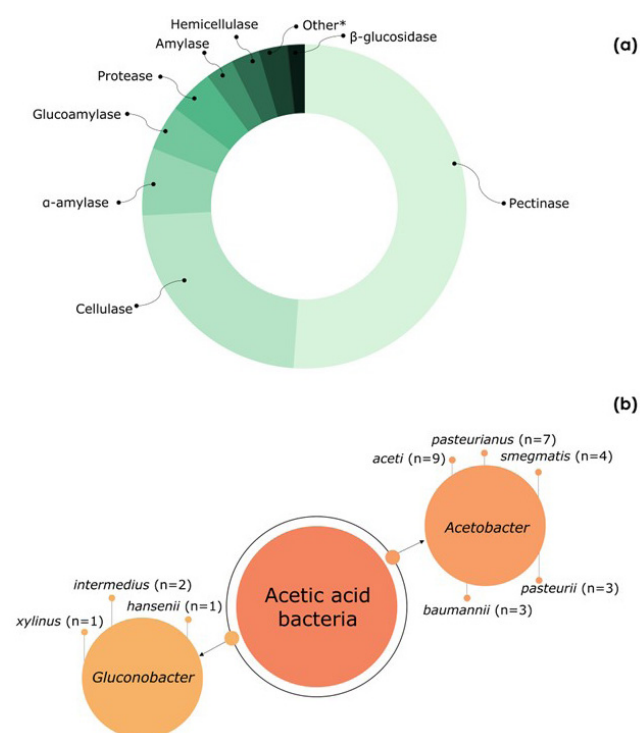 (a)
Hemicellulase
Other*
Amylase
β-glucosidase
Protease
Glucoamylase
α-amylase
Pectinase
Cellulase
(b)
pasteurianus (n=7)
aceti (n=9)
smegmatis (n=4)
Acetobacter
pasteurii (n=3)
baumannii (n=3)
Acetic acid
bacteria
intermedius (n=2)
hansenii (n=1)
xylinus (n=1)
Gluconobacter